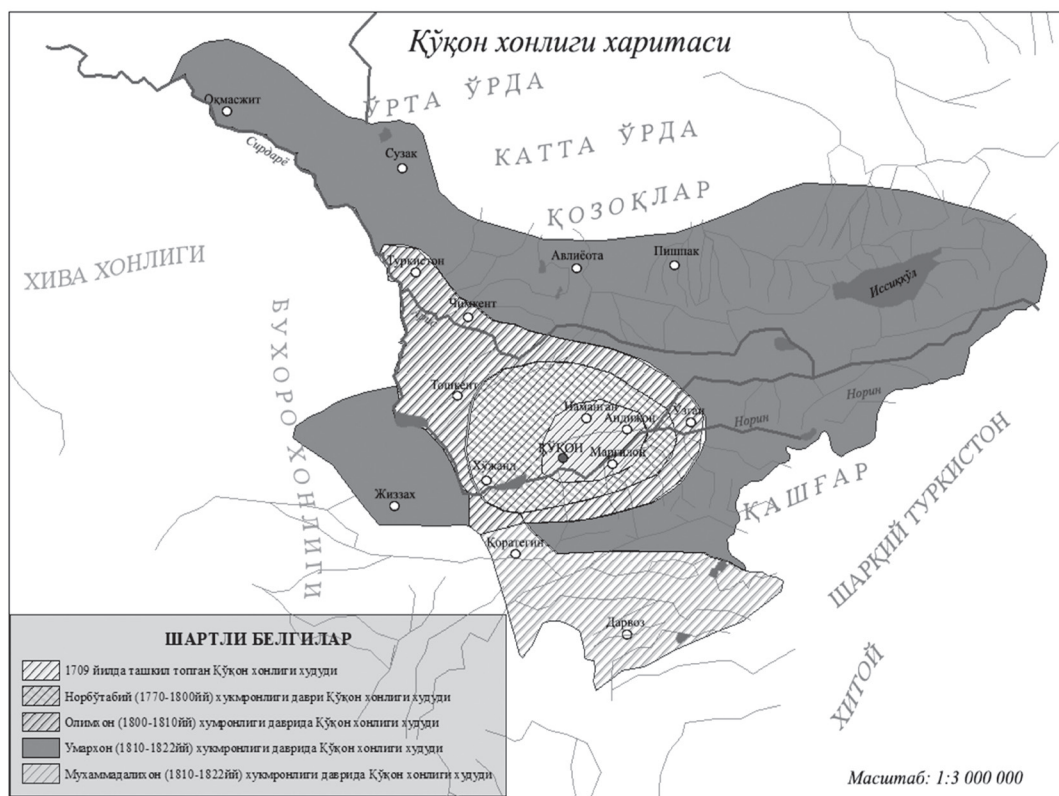 Қўқон хонлиги харитаси
ЎРТА ЎРДА
Оқмасжит
КАТТА ЎРДА
Сирдарё
Сузак
ҚОЗОҚЛАР
Авлиёота
Пишпак
ХИВА ХОНЛИГИ
Туркистон
Иссиққўл
Чимкент
БУХОРО ХОНЛИГИ
Тошкент
Наманган
Андижон
Ўзган
Норин
Норин
ҚЎҚОН
Марғилон
Хўжанд
Жиззах
ҚАШҒАР
ШАРҚИЙ ТУРКИСТОН
Қоратегин
Дарвоз
ХИТОЙ
ШАРТЛИ БЕЛГИЛАР
1709 йилда ташкил топган Қўқон хонлиги худуди
Норбўтабий (1770-1800йй) хукмронлиги даври Қўқон хонлиги худуди
Олимхон (1800-1810йй) хумронлиги даврида Қўқон хонлиги худуди
Умархон (1810-1822йй) хукмронлиги даврида Қўқон хонлиги худуди
Мухаммадалихон (1810-1822йй) хукмронлиги даврида Қўқон хонлиги худуди
Масштаб: 1:3 000 000